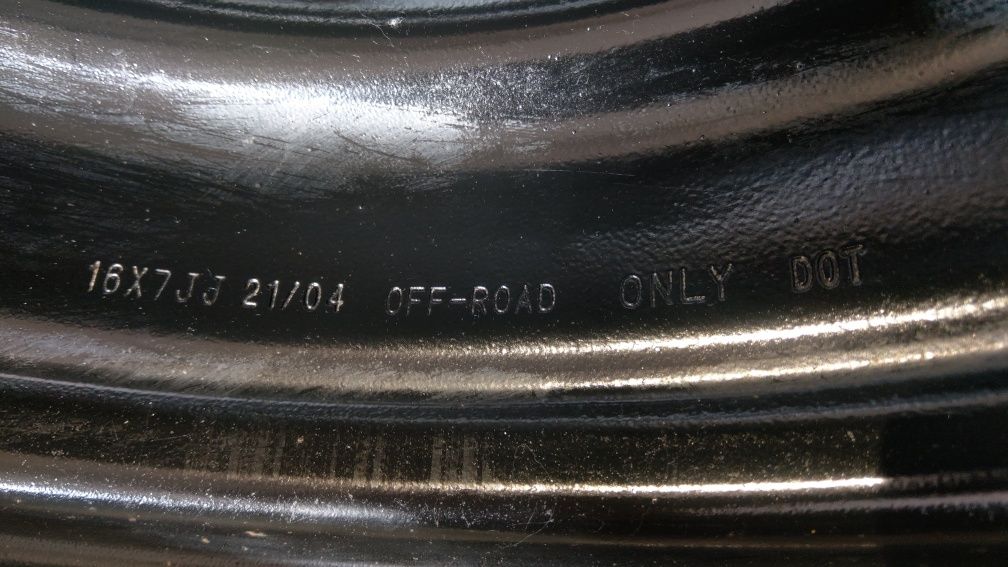 16X7JJ 21/04 OFF-ROAD ONLY DOT